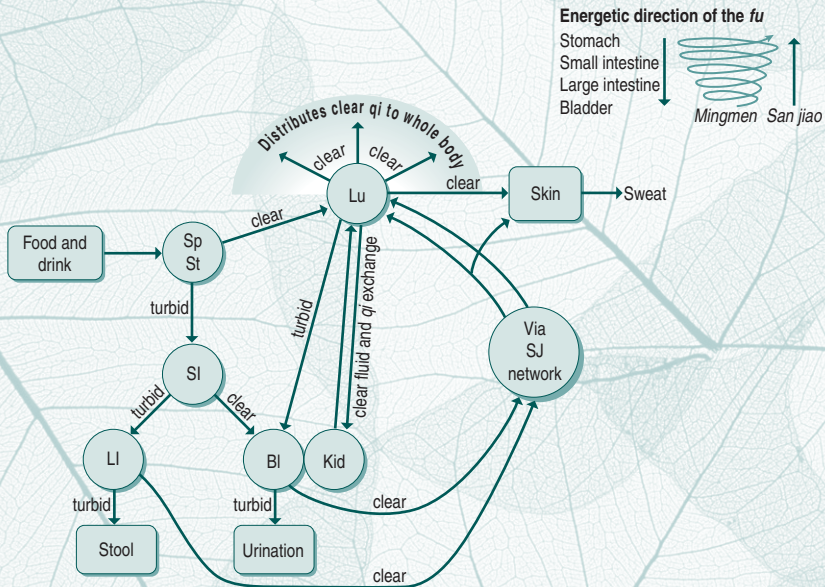 Energetic direction of the fu
Stomach
Small intestine
Large intestine
Bladder
Mingmen
San jiao
Distributes clear qi to whole body
clear
clear
Lu
clear
Skin
Sweat
Food and
drink
Sp
St
clear
turbid
turbid
clear fluid and qi exchange
Via
SJ
network
SI
turbid
clear
LI
Bl
Kid
turbid
turbid
clear
Stool
Urination
clear